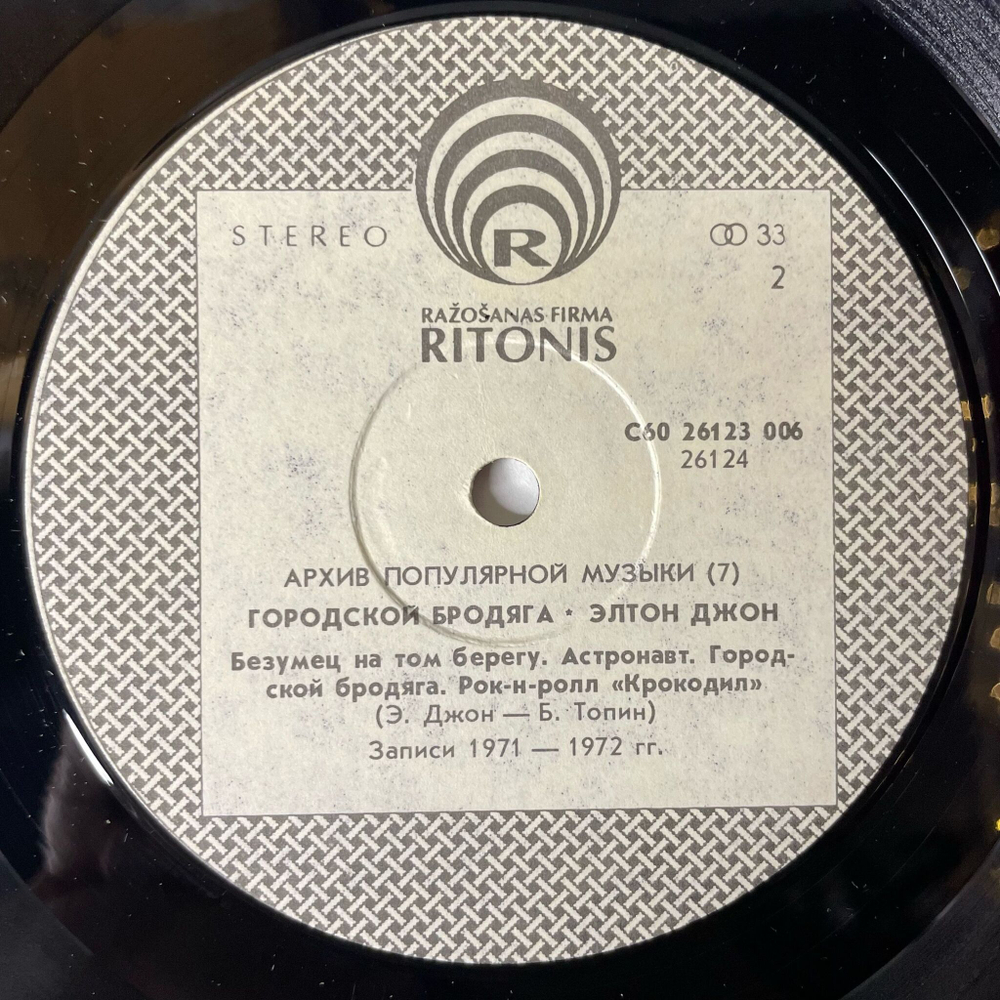 STEREO
33
2
R
RAŽOŠANAS FIRMA
RITONIS
С60 26123 006
26124
АРХИВ ПОПУЛЯРНОЙ МУЗЫКИ (7)
ГОРОДСКОЙ БРОДЯГА • ЭЛТОН ДЖОН
Безумец на том берегу. Астронавт. Город-
ской бродяга. Рок-н-ролл «Крокодил»
(Э. Джон — Б. Топин)
Записи 1971 — 1972 гг.